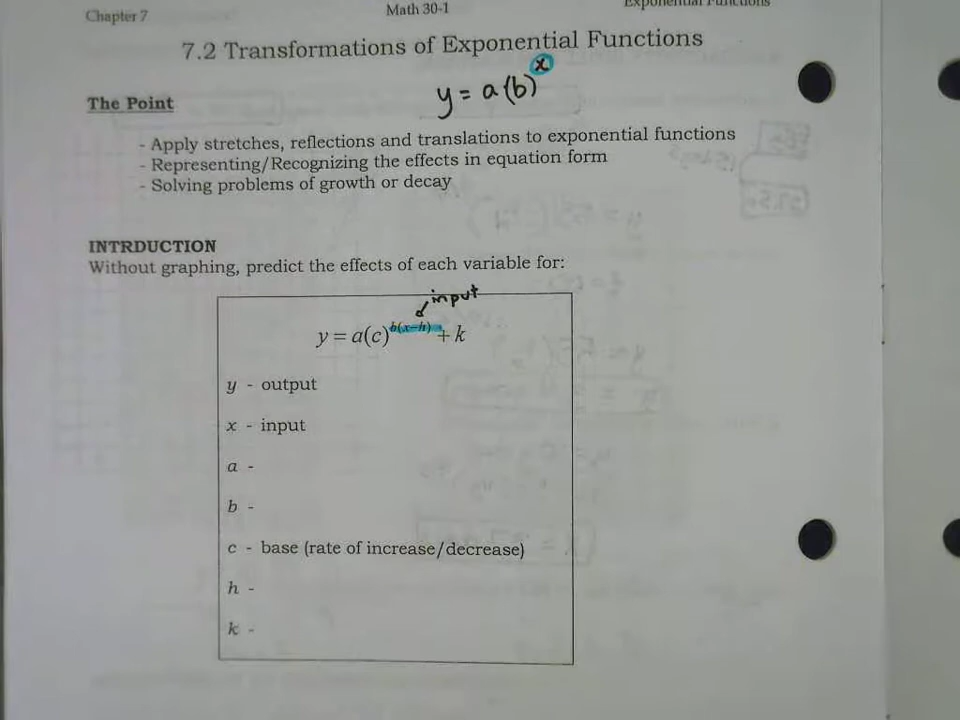 Chapter 7
Math 30-1
Exponential Functions
7.2 Transformations of Exponential Functions
y = a(b)^x
The Point
- Apply stretches, reflections and translations to exponential functions
- Representing/Recognizing the effects in equation form
- Solving problems of growth or decay
INTRDUCTION
Without graphing, predict the effects of each variable for:
input
y = a(c)^{b(x-h)} + k
y - output
x - input
a -
b -
c - base (rate of increase/decrease)
h -
k -